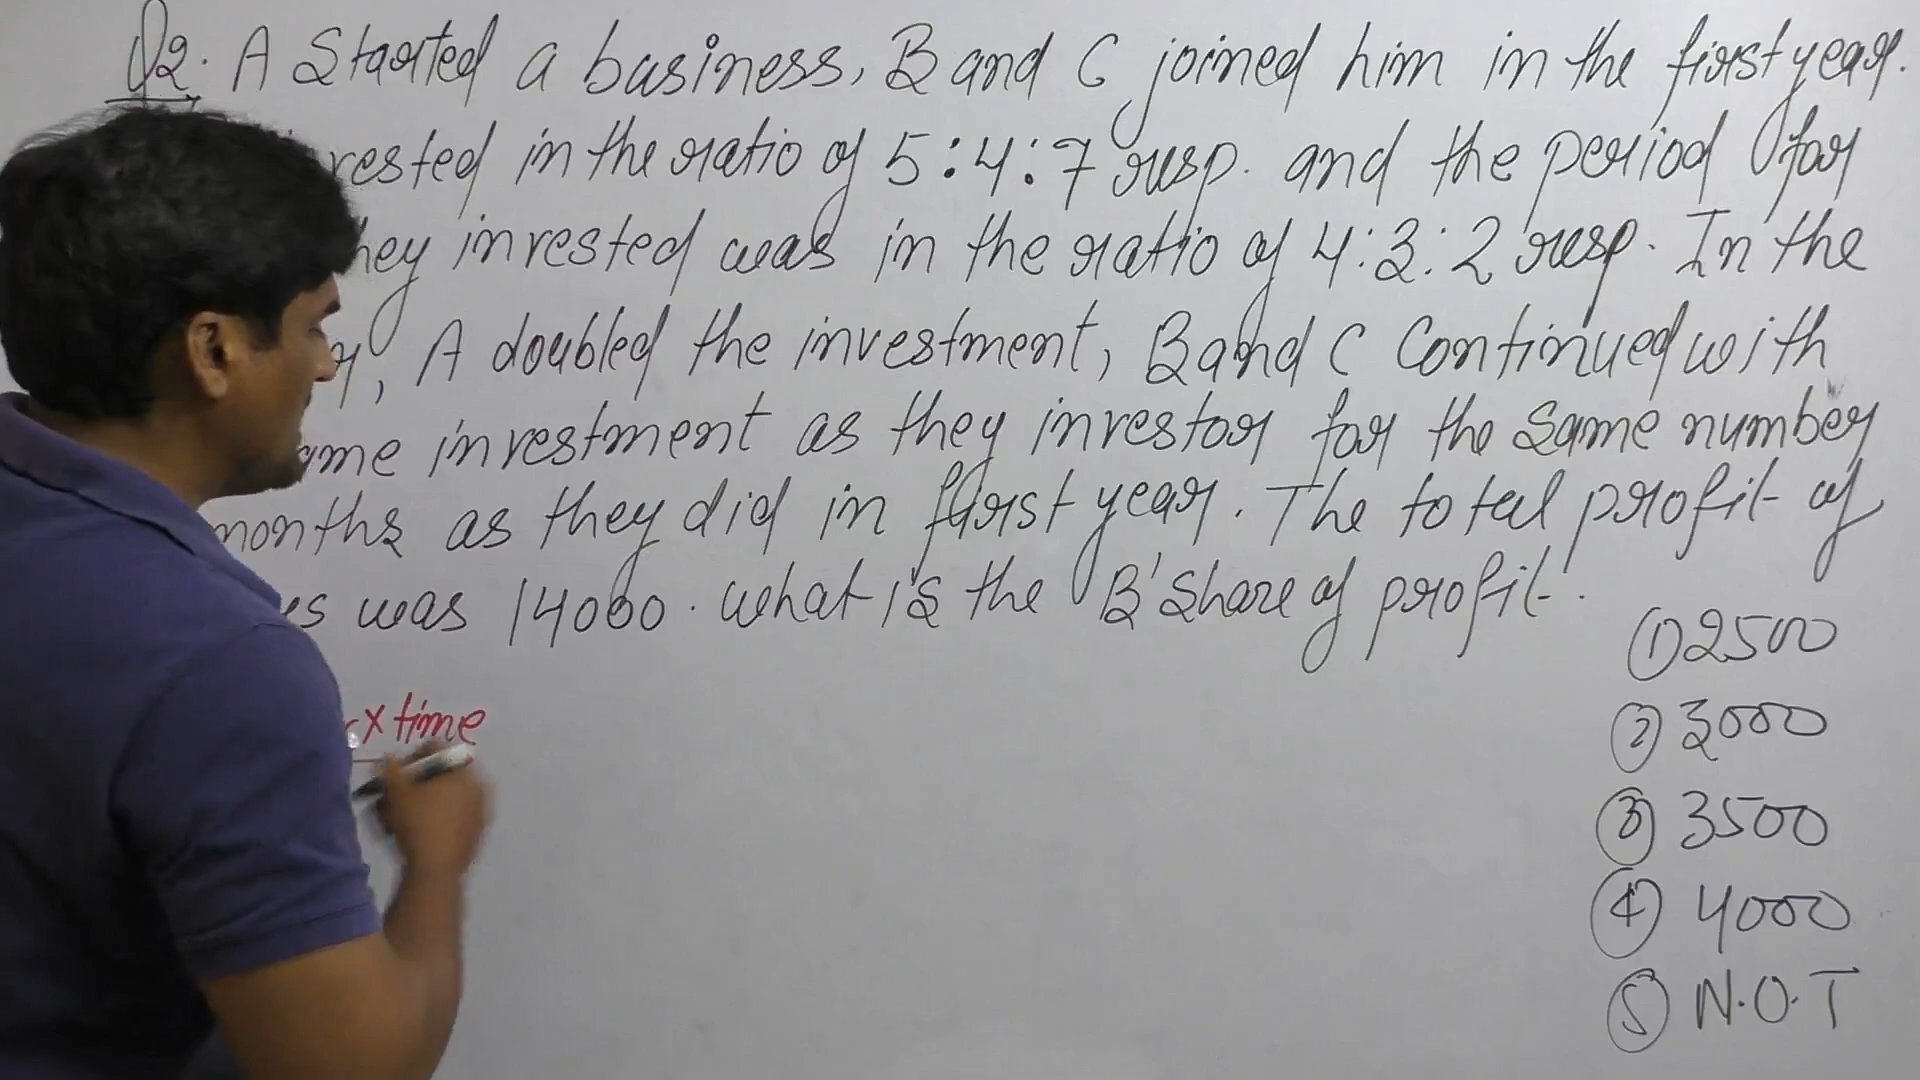 Q2. A Started a business, B and C joined him in the first year.
rested in the ratio of 5:4:7 resp. and the period for
hey invested was in the ratio of 4:3:2 resp. In the
A doubled the investment, B and C Continued with
ame investment as they investor for the Same number
months as they did in first year. The total profit of
was 14000. what is the B'Share of profit.
① 2500
② 3000
③ 3500
④ 4000
⑤ N.O.T
x time